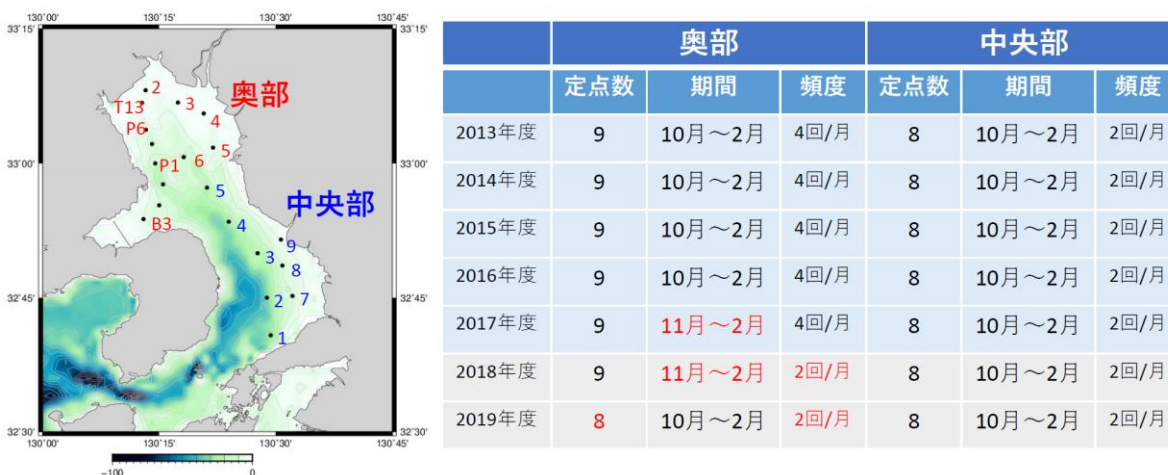 130°00' 130°15' 130°30' 130°45'
33°15' 33°15'
2
奥部
T13 3
4
P6
5
6
33°00' P1 33°00'
5
中央部
4
B3
9
3
8
32°45' 2 7 32°45'
1
32°30' 32°30'
130°00' 130°15' 130°30' 130°45'
−100 0
奥部 中央部
定点数 期間 頻度 定点数 期間 頻度
2013年度 9 10月～2月 4回/月 8 10月～2月 2回/月
2014年度 9 10月～2月 4回/月 8 10月～2月 2回/月
2015年度 9 10月～2月 4回/月 8 10月～2月 2回/月
2016年度 9 10月～2月 4回/月 8 10月～2月 2回/月
2017年度 9 11月～2月 4回/月 8 10月～2月 2回/月
2018年度 9 11月～2月 2回/月 8 10月～2月 2回/月
2019年度 8 10月～2月 2回/月 8 10月～2月 2回/月